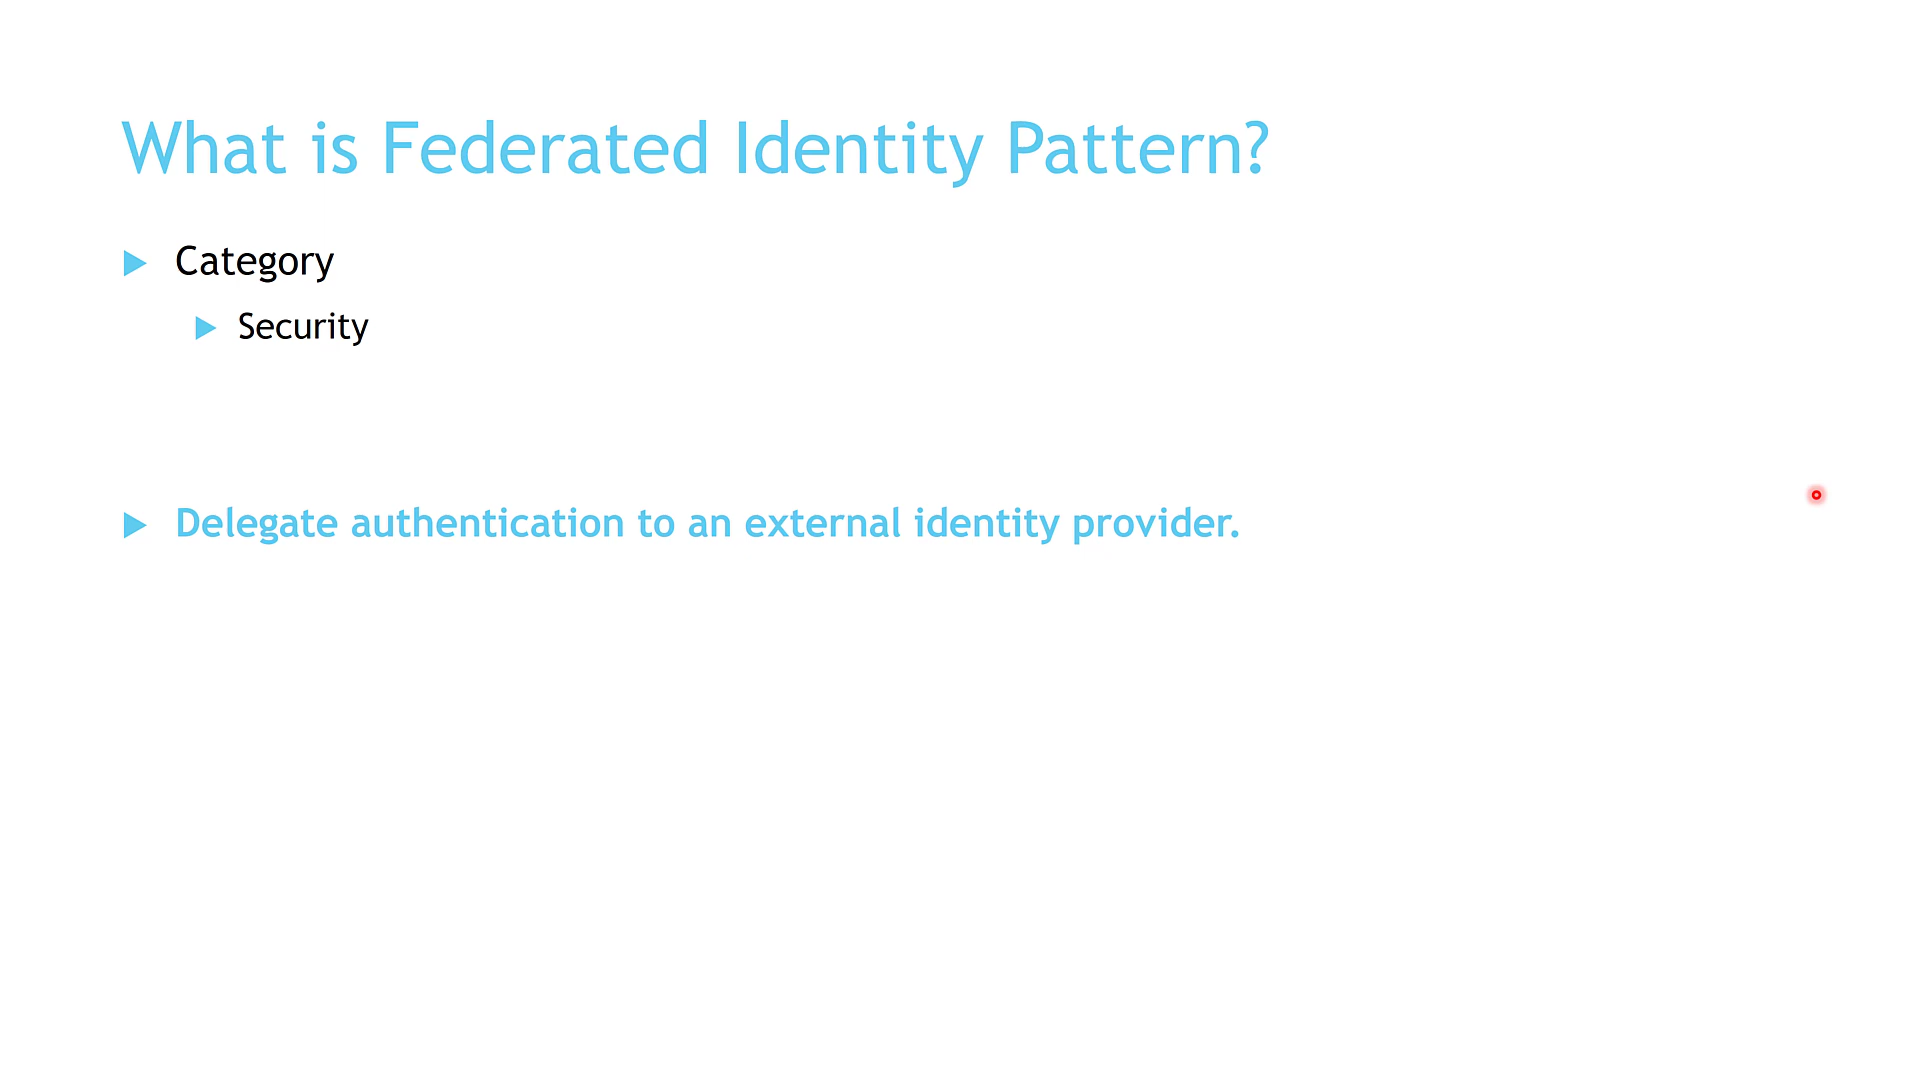 What is Federated Identity Pattern?
Category
Security
Delegate authentication to an external identity provider.